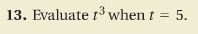 13. Evaluate t³ when t = 5.